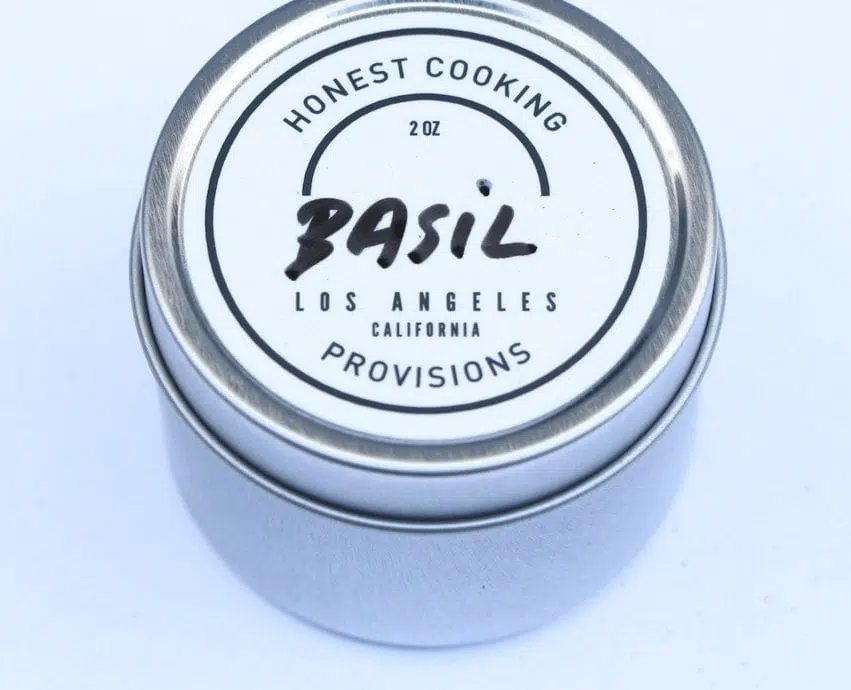 HONEST COOKING
2 OZ
BASiL
LOS ANGELES
CALIFORNIA
PROVISIONS